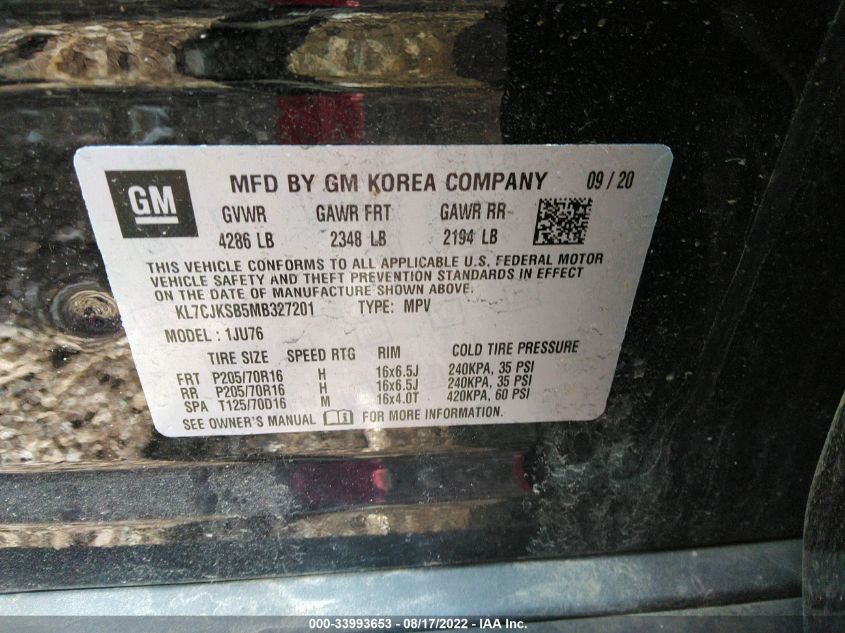 GM MFD BY GM KOREA COMPANY 09 / 20
GVWR GAWR FRT GAWR RR
4286 LB 2348 LB 2194 LB
THIS VEHICLE CONFORMS TO ALL APPLICABLE U.S. FEDERAL MOTOR
VEHICLE SAFETY AND THEFT PREVENTION STANDARDS IN EFFECT
ON THE DATE OF MANUFACTURE SHOWN ABOVE.
KL7CJKSB5MB327201 TYPE: MPV
MODEL : 1JU76
TIRE SIZE SPEED RTG RIM COLD TIRE PRESSURE
FRT P205/70R16 H 16x6.5J 240KPA, 35 PSI
RR P205/70R16 H 16x6.5J 240KPA, 35 PSI
SPA T125/70D16 M 16x4.0T 420KPA, 60 PSI
SEE OWNER'S MANUAL FOR MORE INFORMATION
000-33993653 - 08/17/2022 - © IAA Inc.